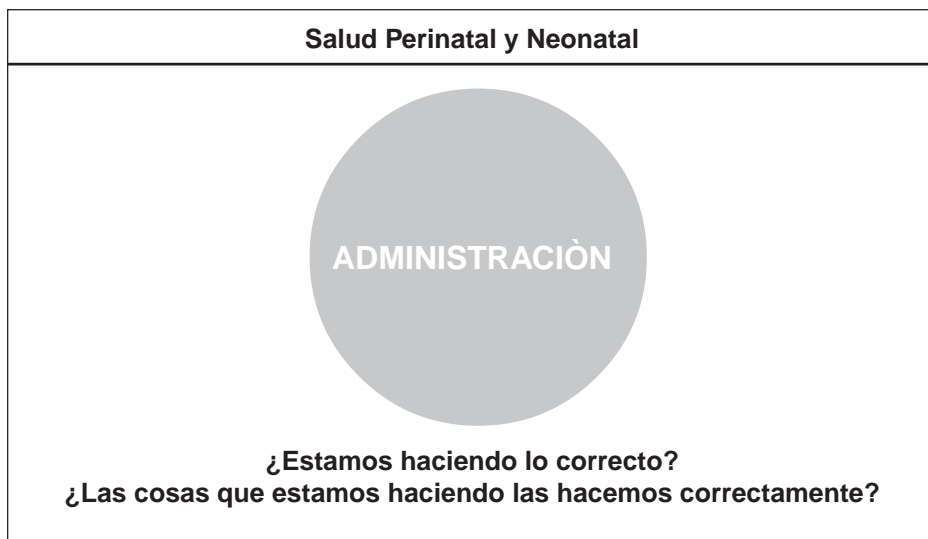 Salud Perinatal y Neonatal
ADMINISTRACIÒN
¿Estamos haciendo lo correcto?
¿Las cosas que estamos haciendo las hacemos correctamente?